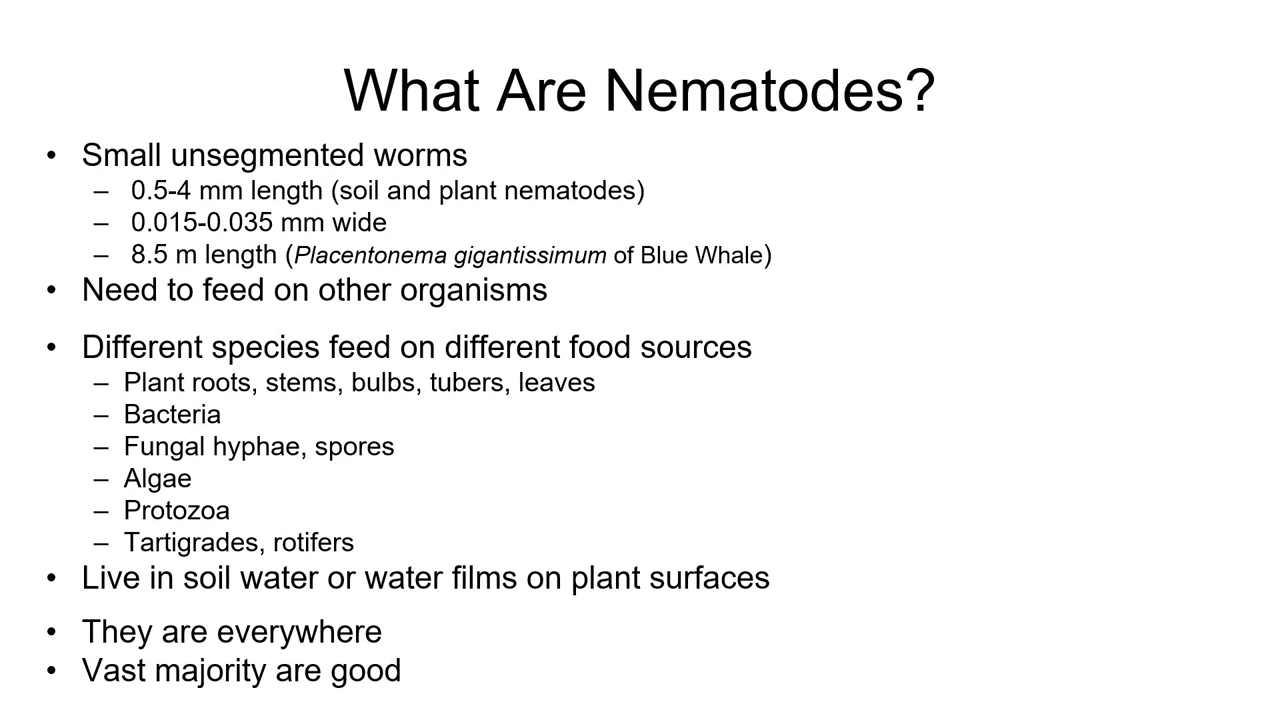 What Are Nematodes?
• Small unsegmented worms
– 0.5-4 mm length (soil and plant nematodes)
– 0.015-0.035 mm wide
– 8.5 m length (Placentonema gigantissimum of Blue Whale)
• Need to feed on other organisms
• Different species feed on different food sources
– Plant roots, stems, bulbs, tubers, leaves
– Bacteria
– Fungal hyphae, spores
– Algae
– Protozoa
– Tartigrades, rotifers
• Live in soil water or water films on plant surfaces
• They are everywhere
• Vast majority are good